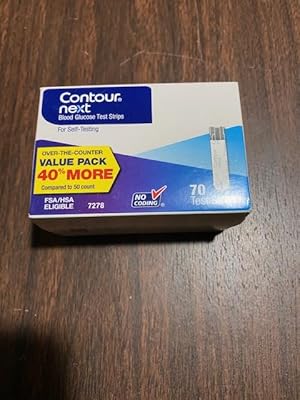 Contour®
next
Blood Glucose Test Strips
For Self-Testing
OVER-THE-COUNTER
VALUE PACK
40% MORE
Compared to 50 count
FSA/HSA
ELIGIBLE
7278
NO
CODING
70
Test